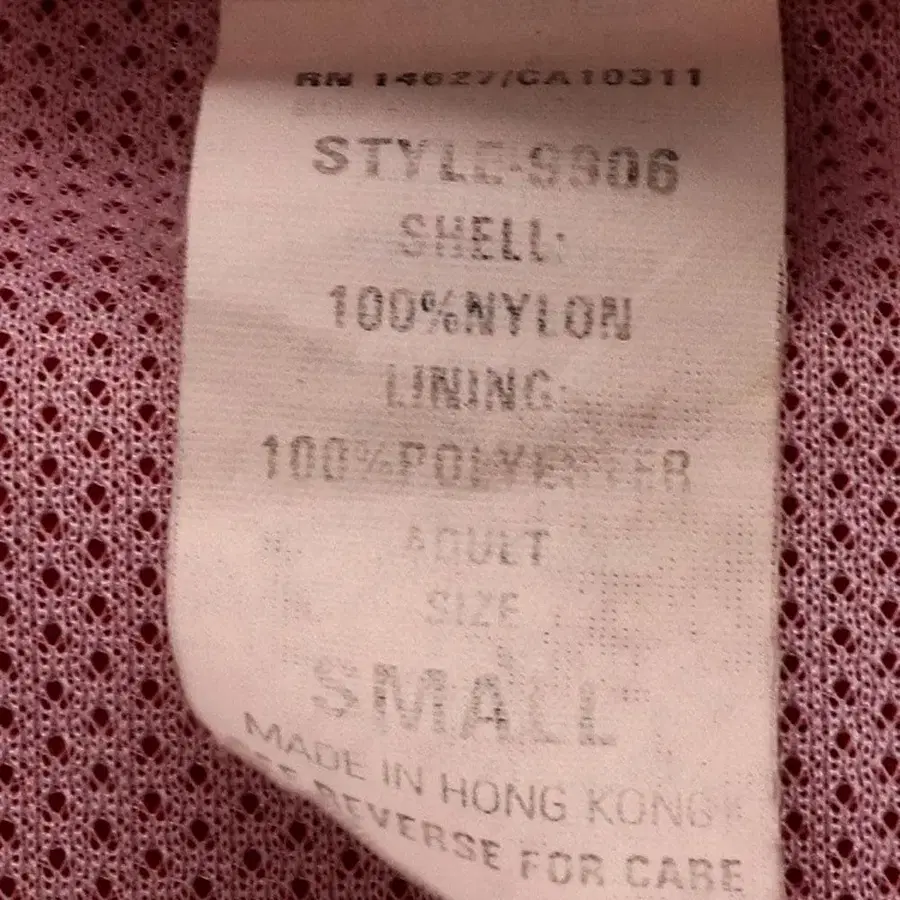 RN 14627/CA10311
STYLE-9906
SHELL:
100%NYLON
LINING:
100%POLYESTER
ADULT
SIZE
SMALL
MADE IN HONG KONG
REVERSE FOR CARE